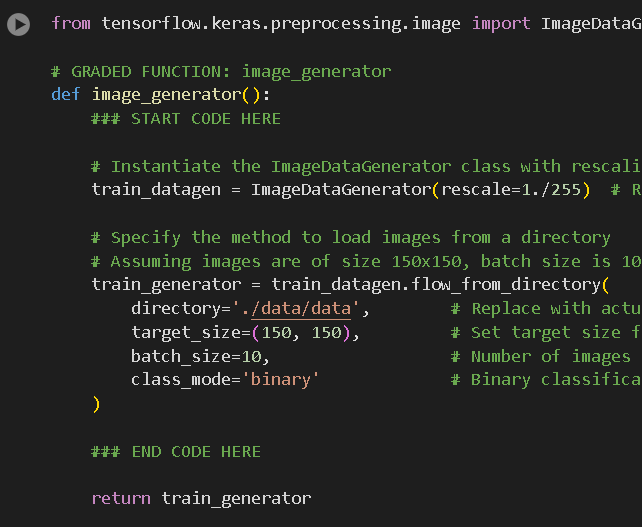 from tensorflow.keras.preprocessing.image import ImageDataG
# GRADED FUNCTION: image_generator
def image_generator():
### START CODE HERE
# Instantiate the ImageDataGenerator class with rescali
train_datagen = ImageDataGenerator(rescale=1./255) # R
# Specify the method to load images from a directory
# Assuming images are of size 150x150, batch size is 10
train_generator = train_datagen.flow_from_directory(
directory='./data/data', # Replace with actu
target_size=(150, 150), # Set target size f
batch_size=10, # Number of images
class_mode='binary' # Binary classifica
)
### END CODE HERE
return train_generator